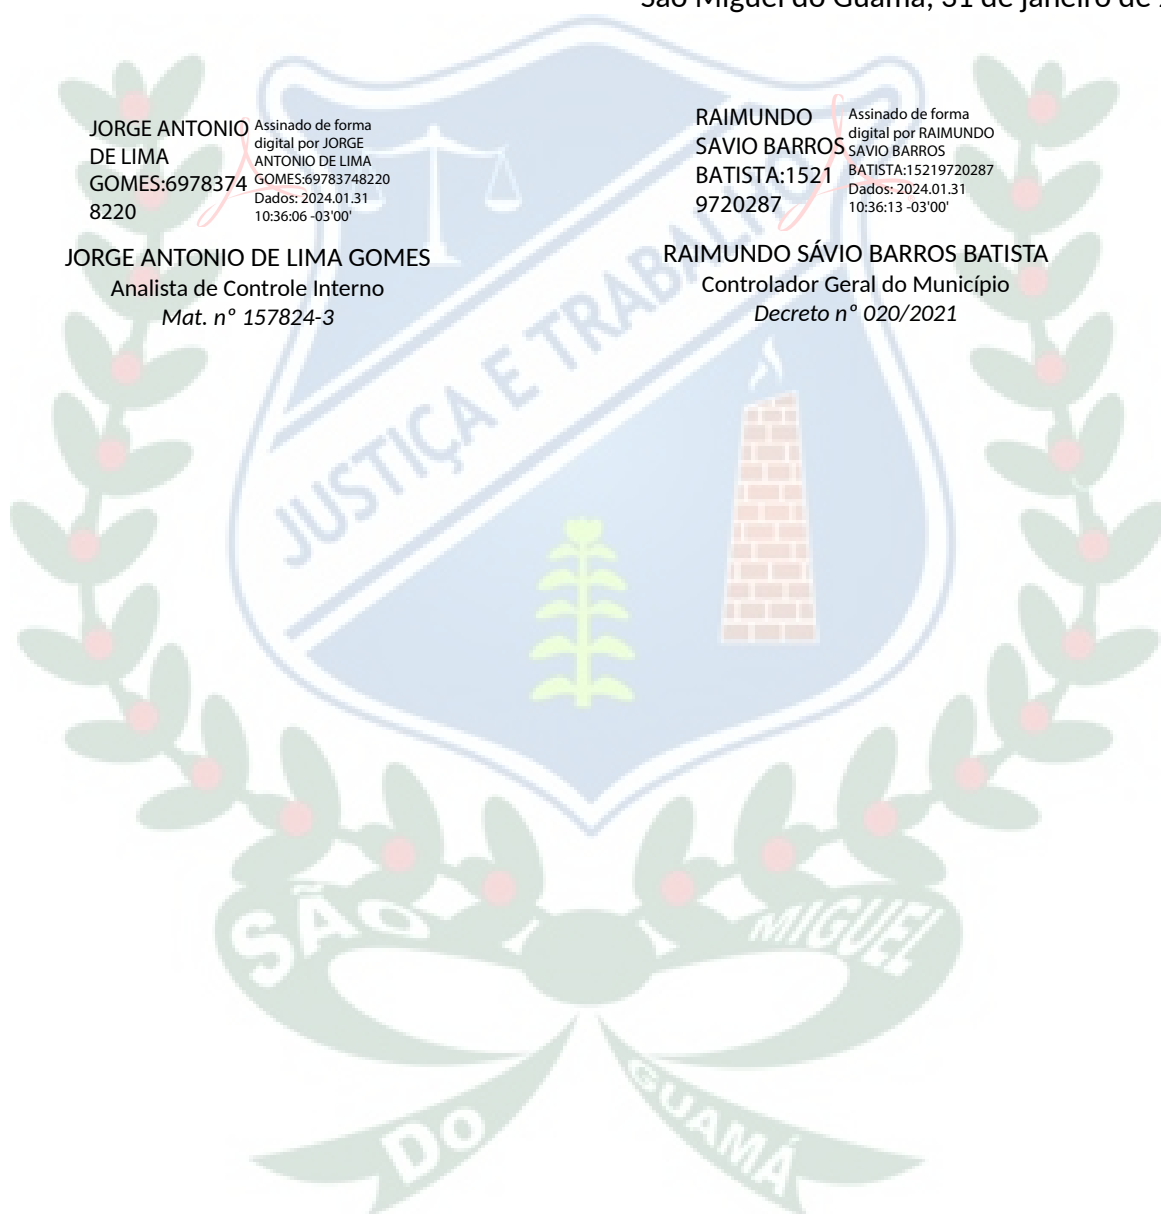 São Miguel do Guamá, 31 de janeiro de
JORGE ANTONIO
DE LIMA
GOMES:6978374
8220
Assinado de forma
digital por JORGE
ANTONIO DE LIMA
GOMES:69783748220
Dados: 2024.01.31
10:36:06 -03'00'
JORGE ANTONIO DE LIMA GOMES
Analista de Controle Interno
Mat. nº 157824-3
RAIMUNDO
SAVIO BARROS
BATISTA:1521
9720287
Assinado de forma
digital por RAIMUNDO
SAVIO BARROS
BATISTA:15219720287
Dados: 2024.01.31
10:36:13 -03'00'
RAIMUNDO SÁVIO BARROS BATISTA
Controlador Geral do Município
Decreto nº 020/2021
JUSTIÇA E TRABALHO
SÃO
MIGUEL
DO
GUAMÁ